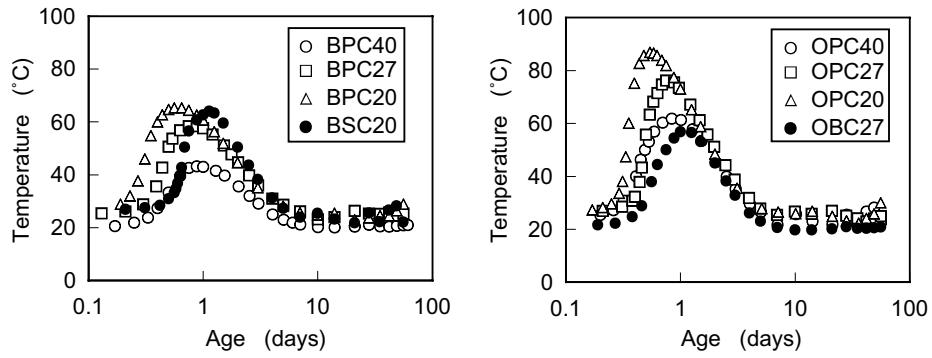 100
80
60
40
20
0
Temperature (˚C)
BPC40
BPC27
BPC20
BSC20
0.1 1 10 100
Age (days)
100
80
60
40
20
0
Temperature (˚C)
OPC40
OPC27
OPC20
OBC27
0.1 1 10 100
Age (days)